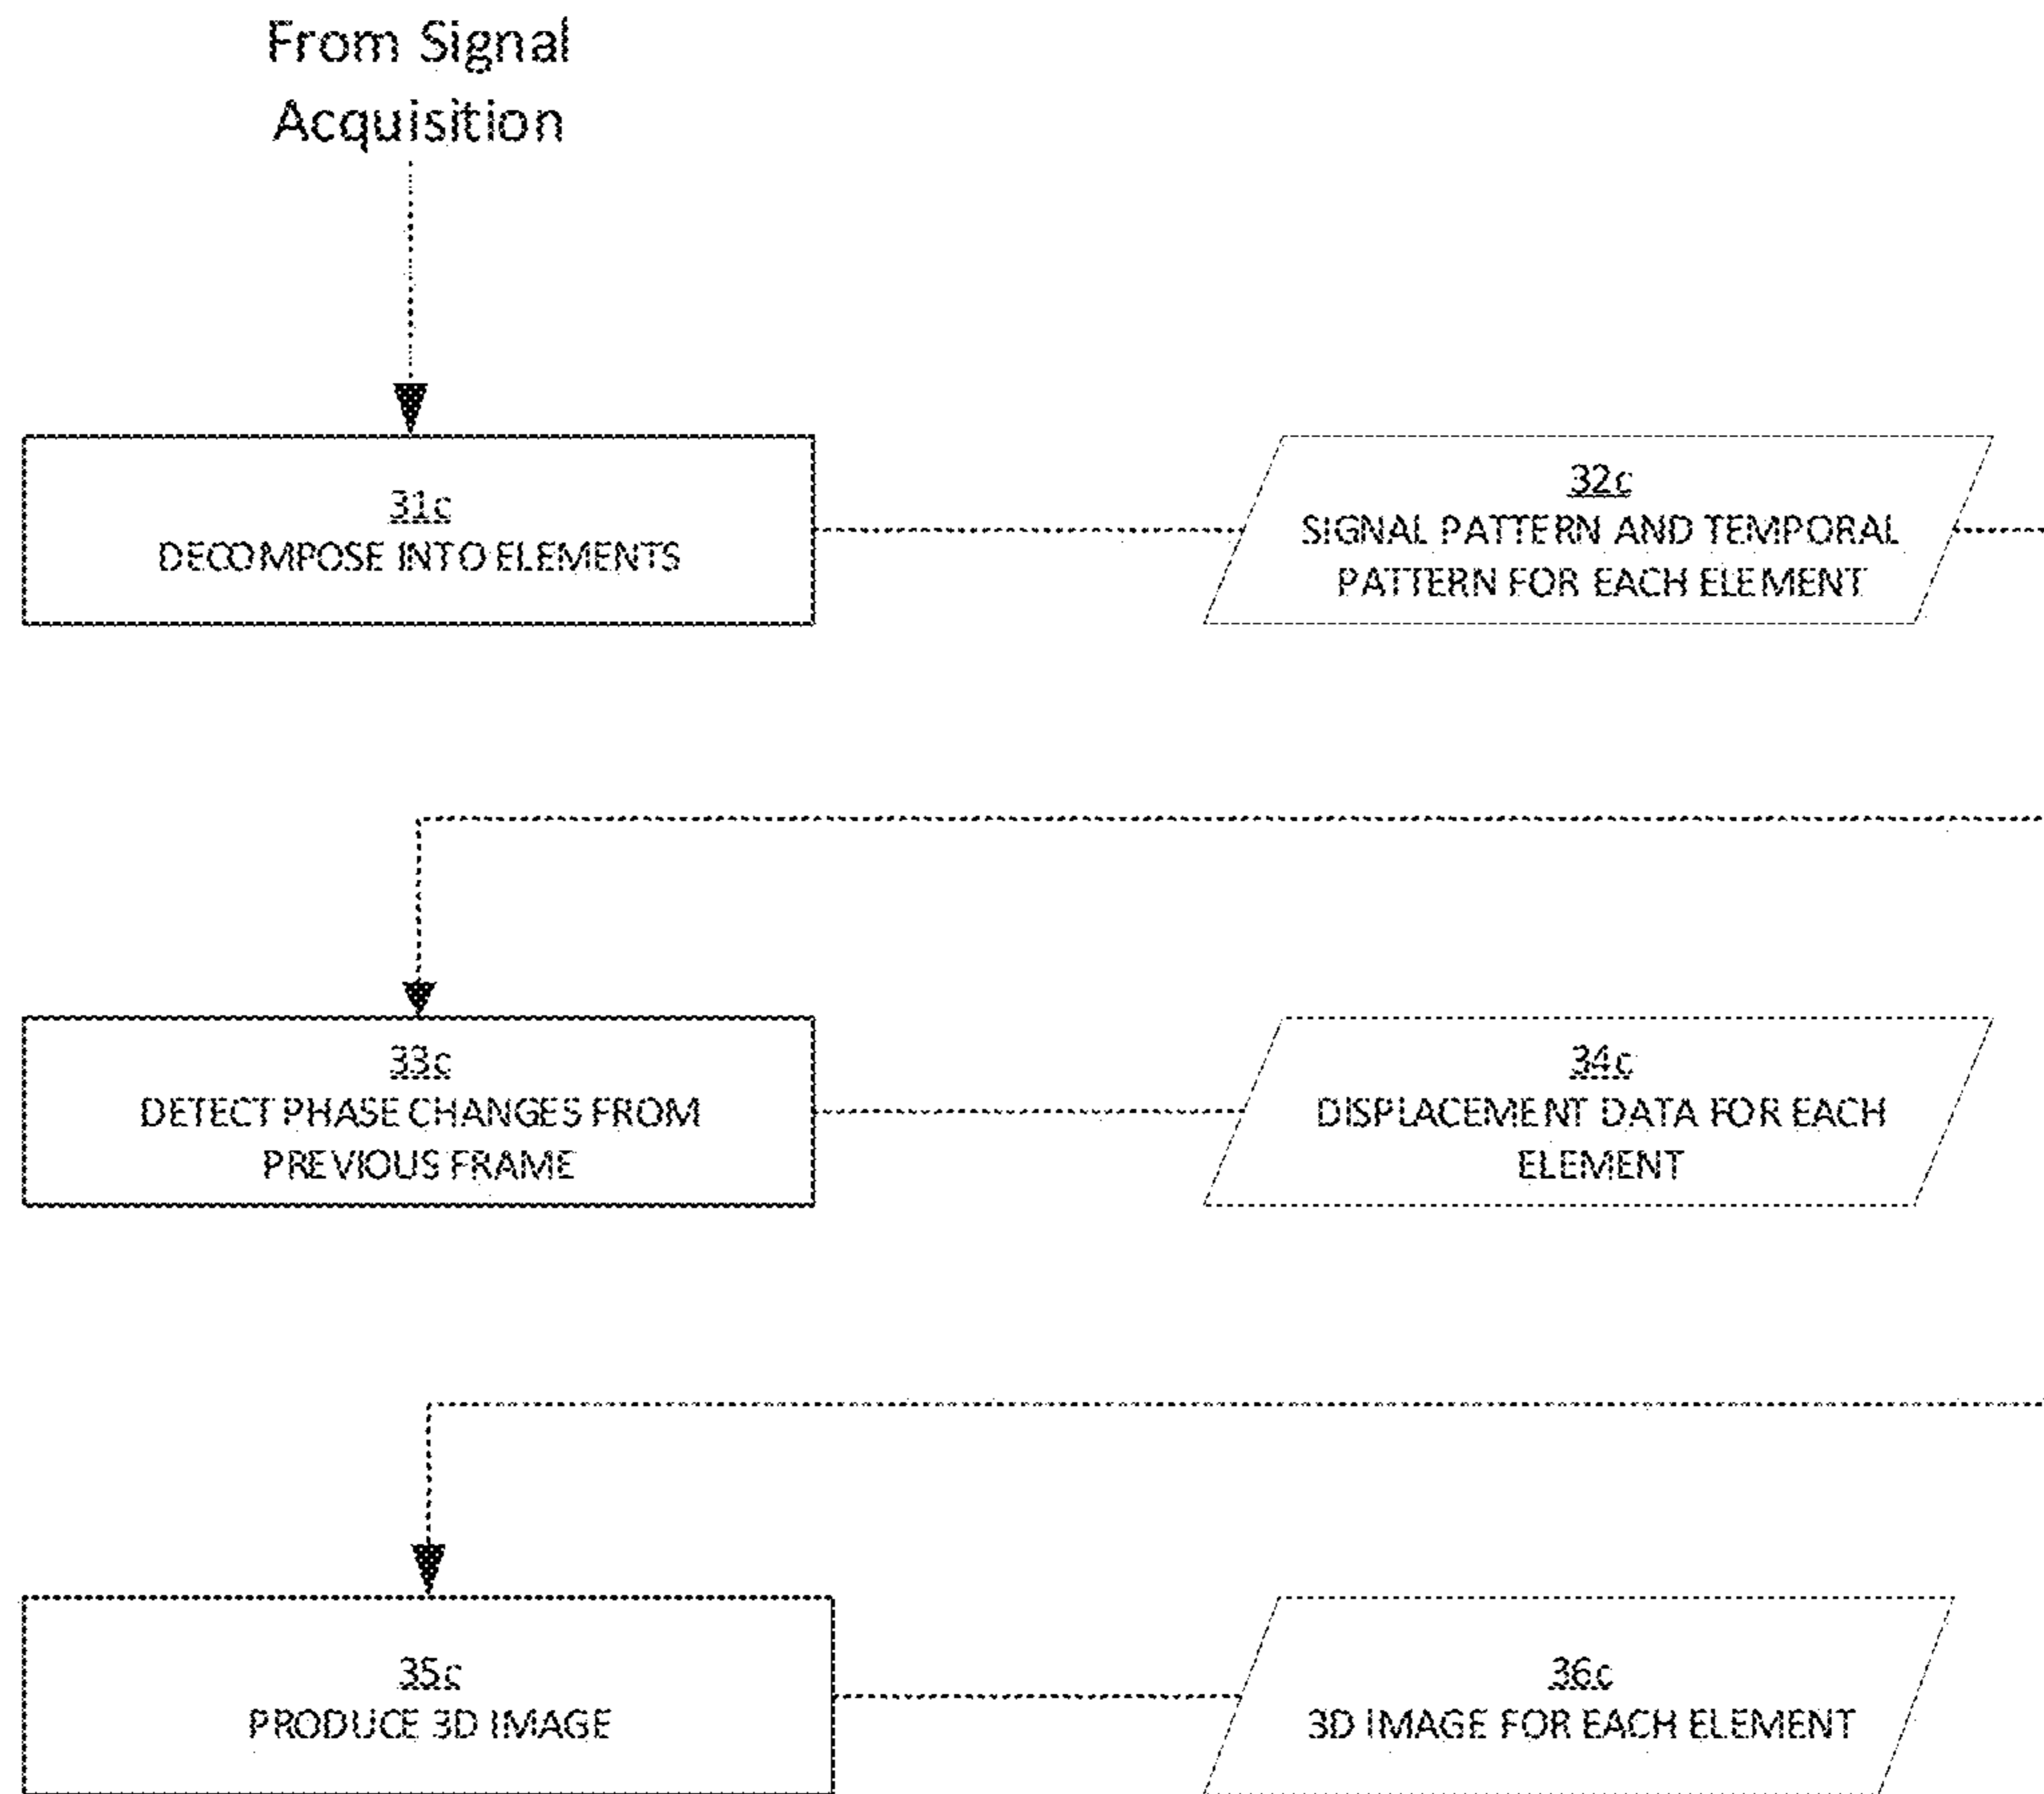 From Signal
Acquisition
31c
DECOMPOSE INTO ELEMENTS
32c
SIGNAL PATTERN AND TEMPORAL
PATTERN FOR EACH ELEMENT
33c
DETECT PHASE CHANGES FROM
PREVIOUS FRAME
34c
DISPLACEMENT DATA FOR EACH
ELEMENT
35c
PRODUCE 3D IMAGE
36c
3D IMAGE FOR EACH ELEMENT